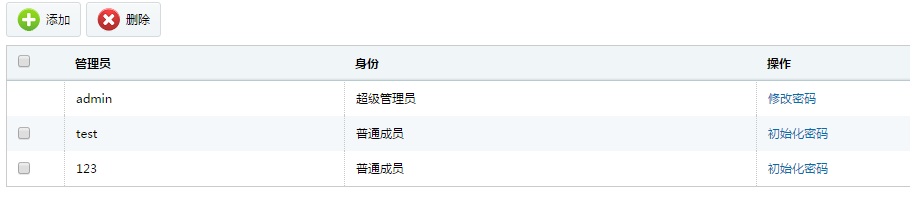 添加 删除
管理员 身份 操作
admin 超级管理员 修改密码
test 普通成员 初始化密码
123 普通成员 初始化密码